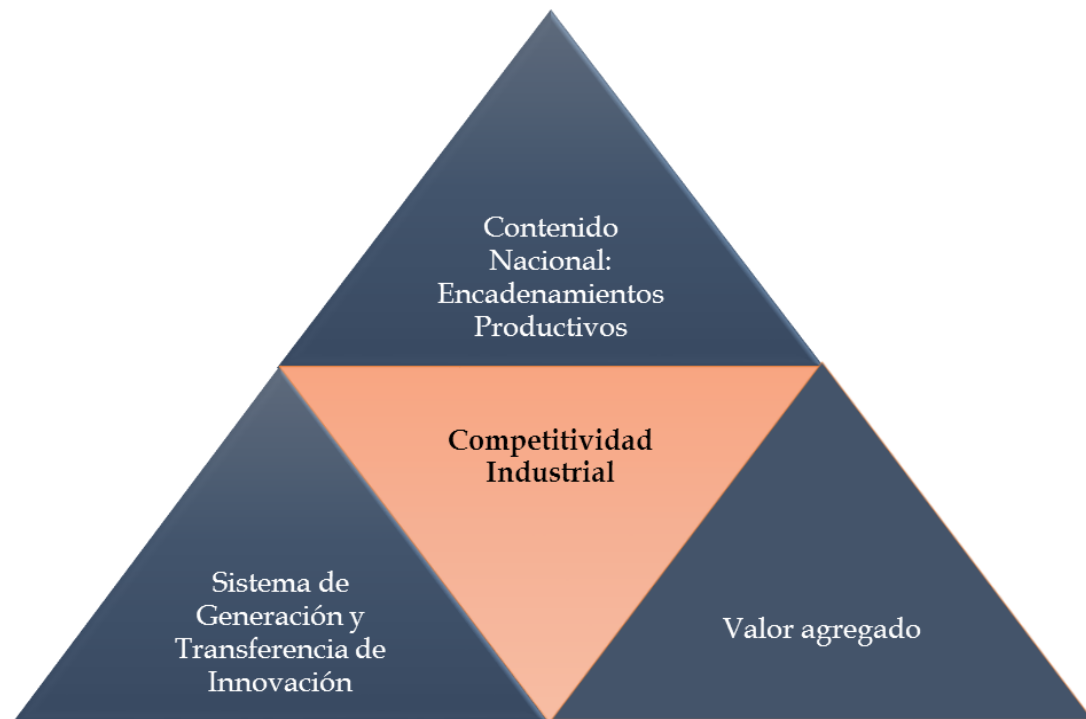 Contenido
Nacional:
Encadenamientos
Productivos
Competitividad
Industrial
Sistema de
Generación y
Transferencia de
Innovación
Valor agregado